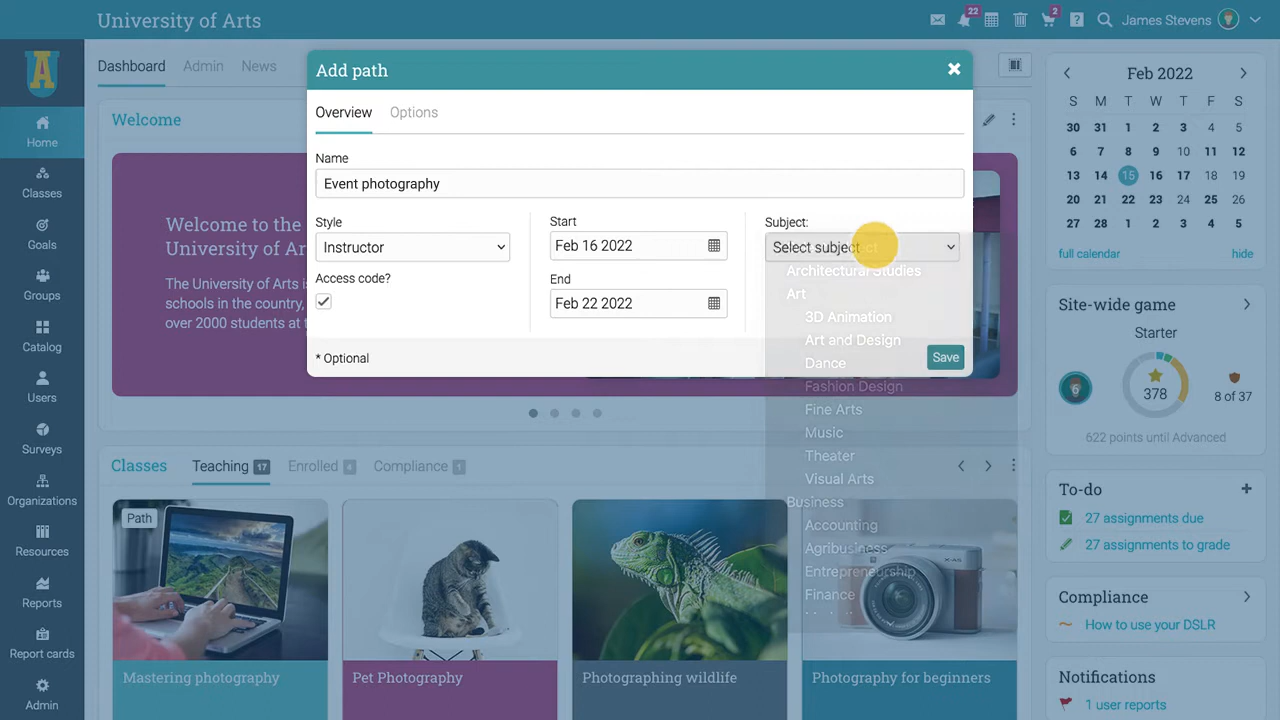 University of Arts
22
2
James Stevens
Dashboard
Admin
News
Home
Classes
Goals
Groups
Catalog
Users
Surveys
Organizations
Resources
Reports
Report cards
Admin
Welcome
Welcome to the
University of Ar
The University of Arts is
schools in the country,
over 2000 students at t
Add path
Overview
Options
Name
Event photography
Style
Instructor
Access code?
Start
Feb 16 2022
End
Feb 22 2022
Subject:
Select subject
Architectural Studies
Art
3D Animation
Art and Design
Dance
Fashion Design
Fine Arts
Music
Theater
Visual Arts
Business
Accounting
Agribusiness
Entrepreneurship
Finance
* Optional
Save
Classes
Teaching 17
Enrolled 4
Compliance 1
Path
Mastering photography
Pet Photography
Photographing wildlife
Photography for beginners
Feb 2022
S M T W T F S
30 31 1 2 3 4 5
6 7 8 9 10 11 12
13 14 15 16 17 18 19
20 21 22 23 24 25 26
27 28 1 2 3 4 5
full calendar
hide
Site-wide game
Starter
378
8 of 37
622 points until Advanced
To-do
27 assignments due
27 assignments to grade
Compliance
How to use your DSLR
Notifications
1 user reports